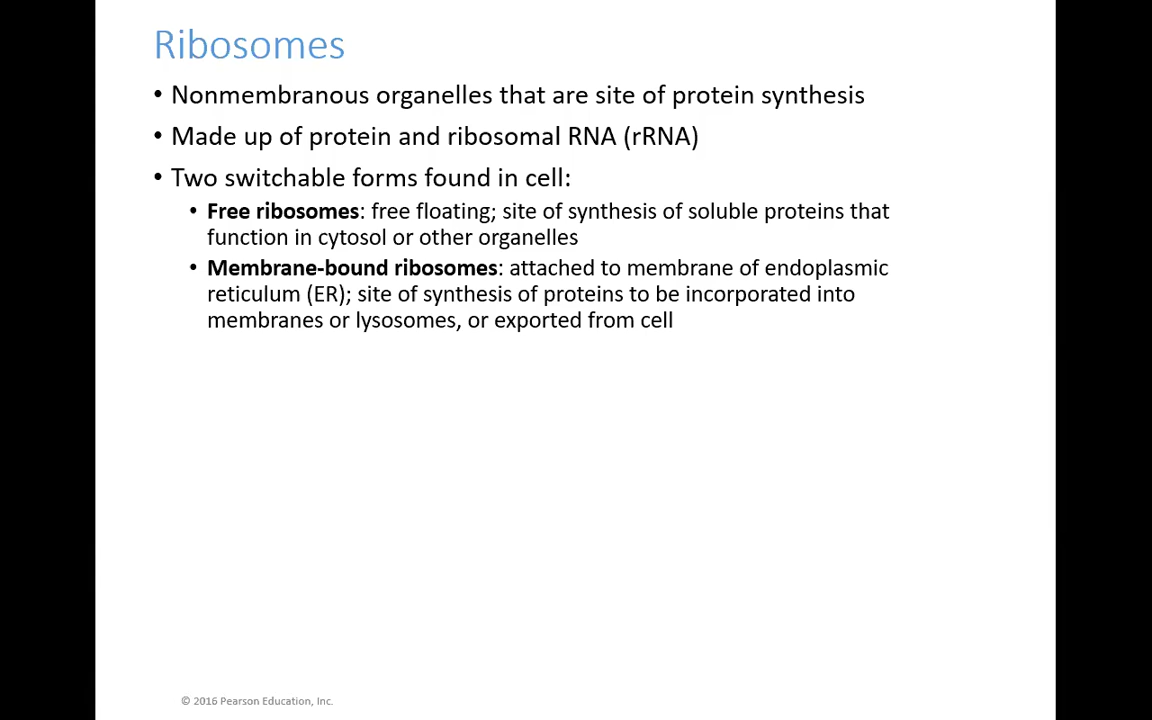 Ribosomes
• Nonmembranous organelles that are site of protein synthesis
• Made up of protein and ribosomal RNA (rRNA)
• Two switchable forms found in cell:
• Free ribosomes: free floating; site of synthesis of soluble proteins that
function in cytosol or other organelles
• Membrane-bound ribosomes: attached to membrane of endoplasmic
reticulum (ER); site of synthesis of proteins to be incorporated into
membranes or lysosomes, or exported from cell
© 2016 Pearson Education, Inc.